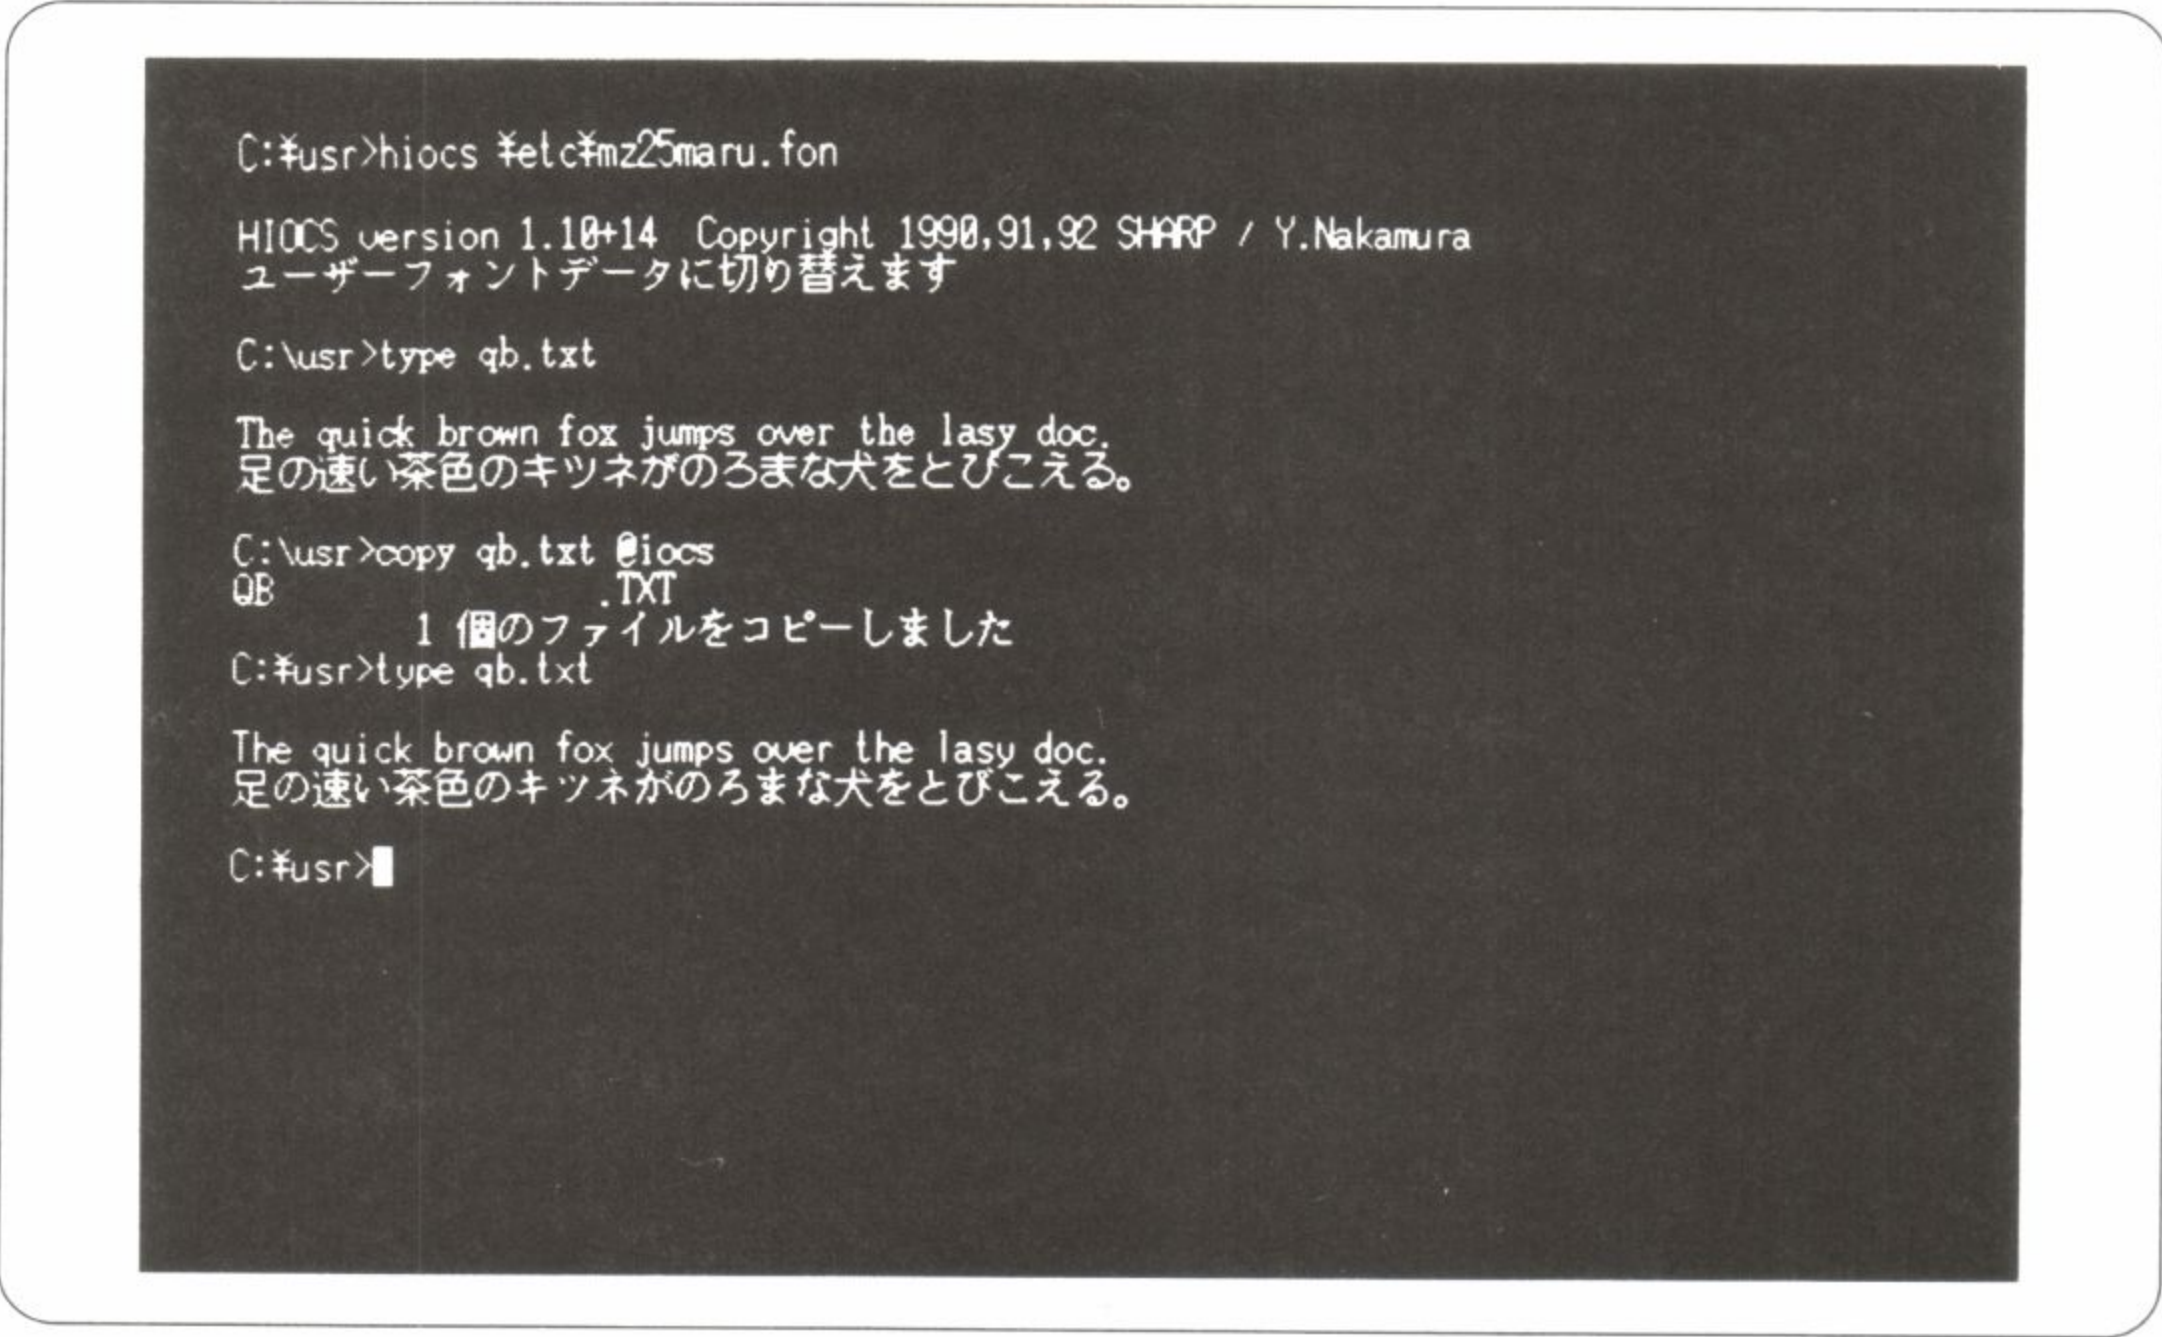 C:¥usr>hiocs ¥etc¥mz25maru.fon
HIOCS version 1.10+14  Copyright 1990,91,92 SHARP / Y.Nakamura
ユーザーフォントデータに切り替えます
C:\usr>type qb.txt
The quick brown fox jumps over the lasy doc.
足の速い茶色のキツネがのろまな犬をとびこえる。
C:\usr>copy qb.txt @iocs
QB                 .TXT
1 個のファイルをコピーしました
C:¥usr>type qb.txt
The quick brown fox jumps over the lasy doc.
足の速い茶色のキツネがのろまな犬をとびこえる。
C:¥usr>